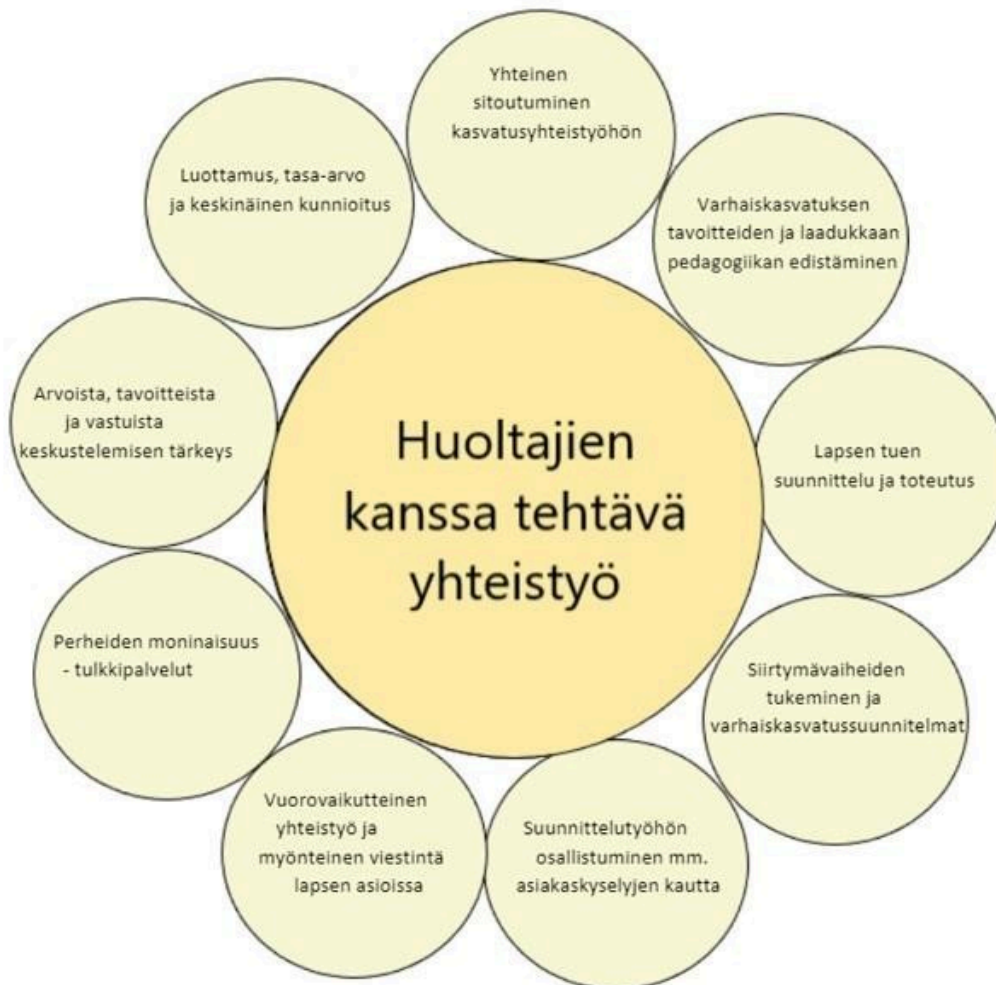 Yhteinen
sitoutuminen
kasvatusyhteistyöhön
Varhaiskasvatuksen
tavoitteiden ja laadukkaan
pedagogiikan edistäminen
Lapsen tuen
suunnittelu ja toteutus
Siirtymävaiheiden
tukeminen ja
varhaiskasvatussuunnitelmat
Suunnittelutyöhön
osallistuminen mm.
asiakaskyselyjen kautta
Vuorovaikutteinen
yhteistyö ja
myönteinen viestintä
lapsen asioissa
Perheiden moninaisuus
- tulkkipalvelut
Arvoista, tavoitteista
ja vastuista
keskustelemisen tärkeys
Luottamus, tasa-arvo
ja keskinäinen kunnioitus
Huoltajien
kanssa tehtävä
yhteistyö